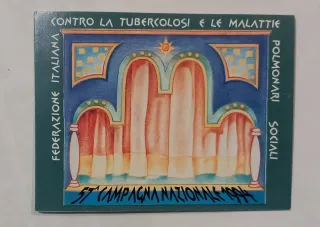 FEDERAZIONE ITALIANA
CONTRO LA TUBERCOLOSI E LE MALATTIE
POLMONARI SOCIALI
57ª CAMPAGNA NAZIONALE 1994